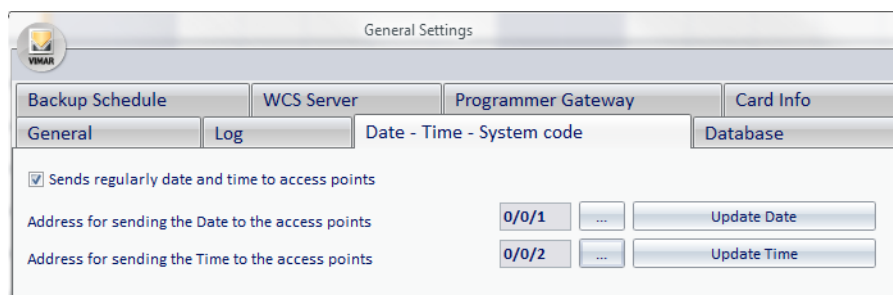 General Settings
VIMAR
Backup Schedule WCS Server Programmer Gateway Card Info
General Log Date - Time - System code Database
Sends regularly date and time to access points
Address for sending the Date to the access points 0/0/1 ... Update Date
Address for sending the Time to the access points 0/0/2 ... Update Time